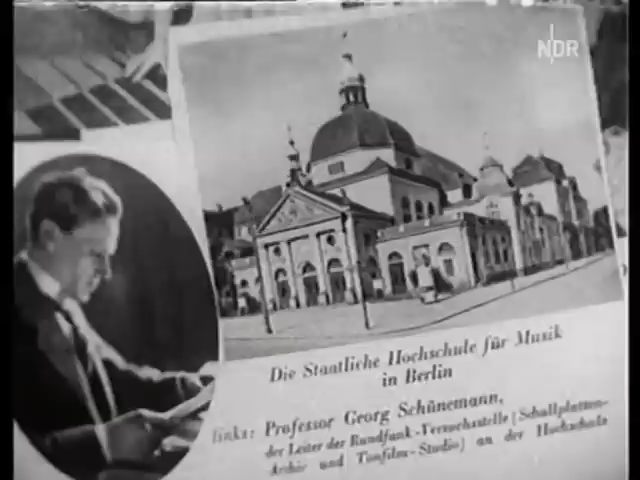 NDR
Die Staatliche Hochschule für Musik
in Berlin
links: Professor Georg Schünemann,
der Leiter der Rundfunk-Versuchsstelle (Schallplatten-
Archiv und Tonfilm-Studio) an der Hochschule